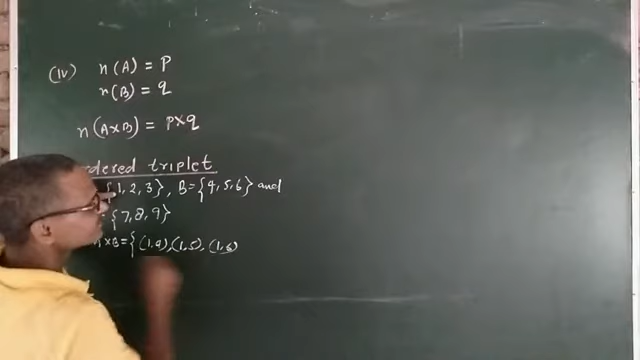 (iv) n(A) = p
n(B) = q
n(A×B) = p×q
dered triplet
{1, 2, 3}, B={4, 5, 6} and
={7, 8, 9}
×B={(1,4),(1,5),(1,6)